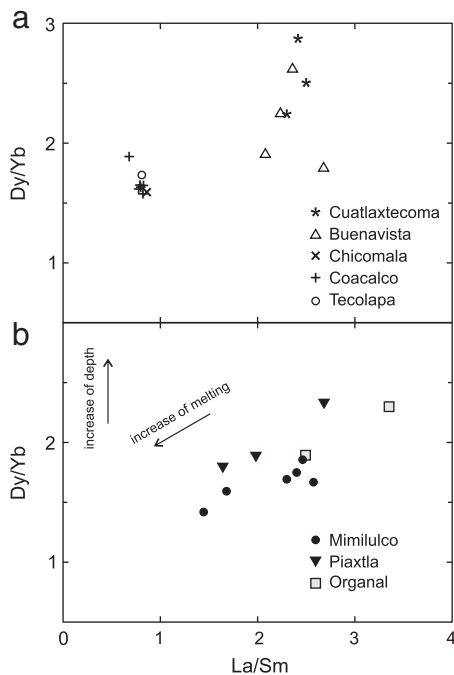 a
3
2
1
Dy/Yb
* Cuatlaxtecoma
△ Buenavista
× Chicomala
+ Coacalco
○ Tecolapa
b
increase of depth
increase of melting
2
1
Dy/Yb
● Mimilulco
▼ Piaxtla
□ Organal
0 1 2 3 4
La/Sm